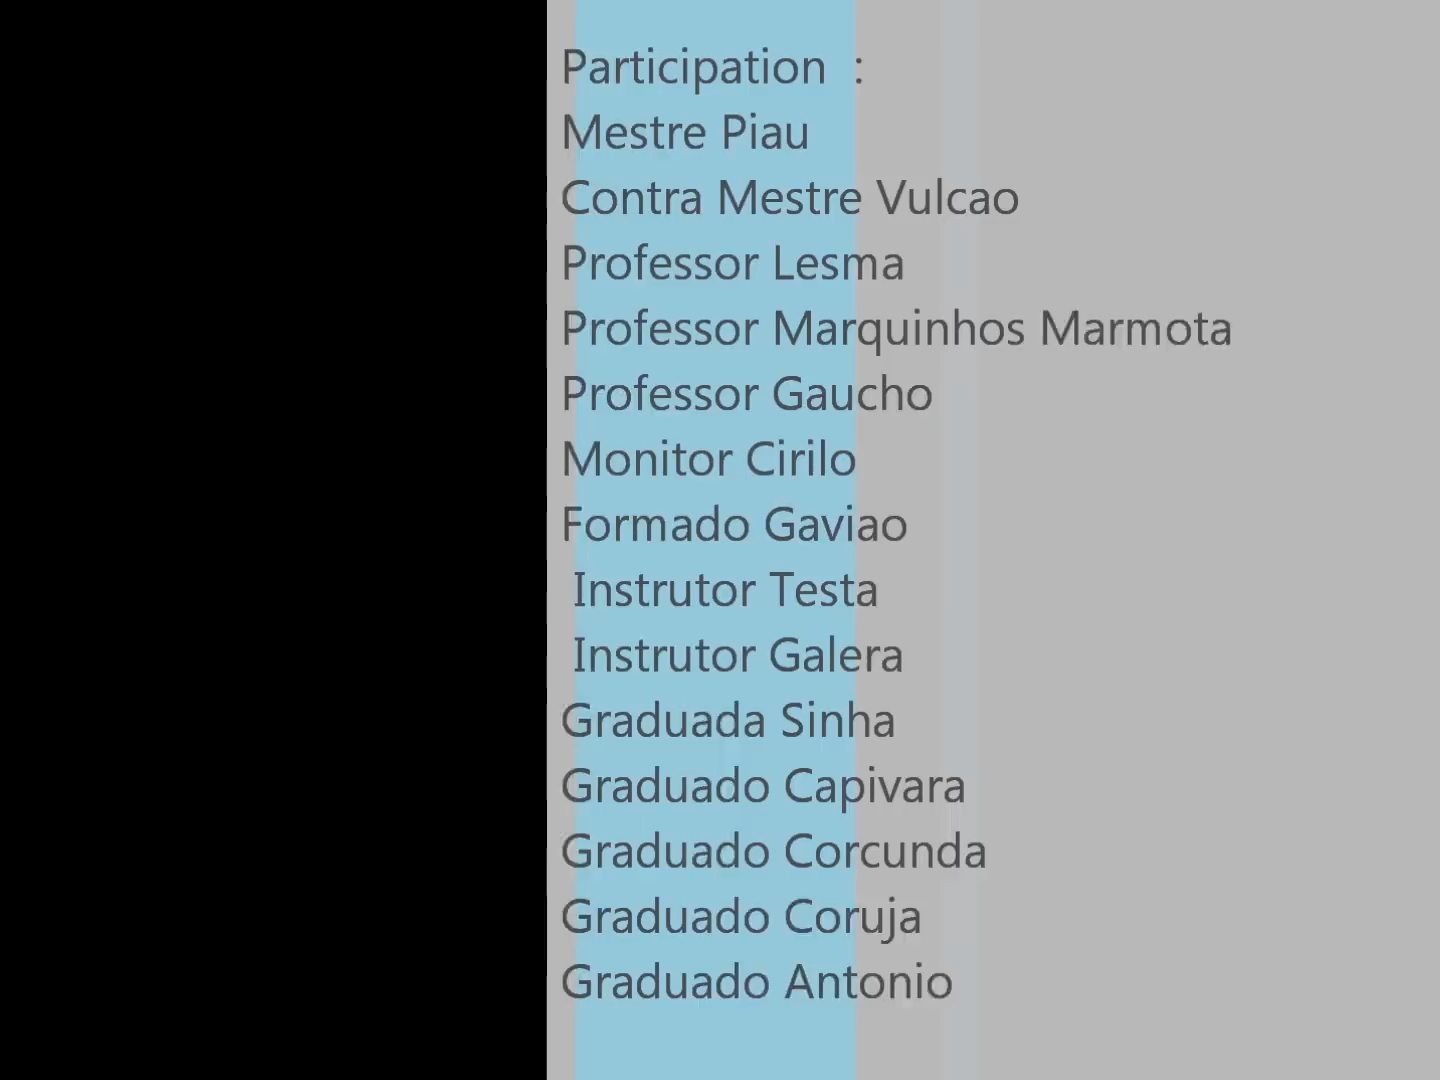 Participation  :
Mestre Piau
Contra Mestre Vulcao
Professor Lesma
Professor Marquinhos Marmota
Professor Gaucho
Monitor Cirilo
Formado Gaviao
Instrutor Testa
Instrutor Galera
Graduada Sinha
Graduado Capivara
Graduado Corcunda
Graduado Coruja
Graduado Antonio